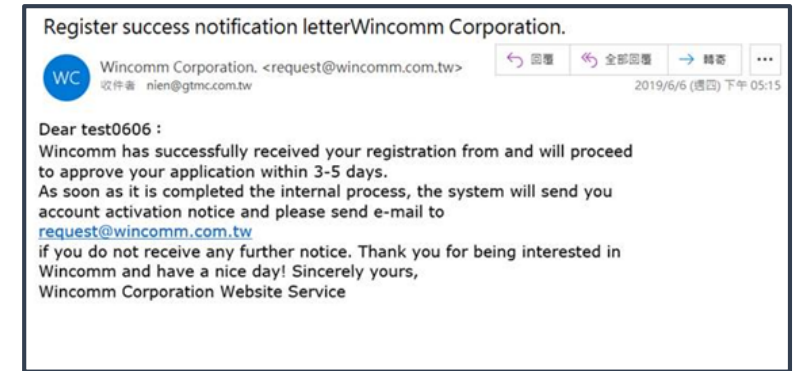 Register success notification letterWincomm Corporation.
WC
Wincomm Corporation. <request@wincomm.com.tw>
回覆
全部回覆
轉寄
收件者 nien@gtmc.com.tw
2019/6/6 (週四) 下午 05:15
Dear test0606：
Wincomm has successfully received your registration from and will proceed
to approve your application within 3-5 days.
As soon as it is completed the internal process, the system will send you
account activation notice and please send e-mail to
request@wincomm.com.tw
if you do not receive any further notice. Thank you for being interested in
Wincomm and have a nice day! Sincerely yours,
Wincomm Corporation Website Service